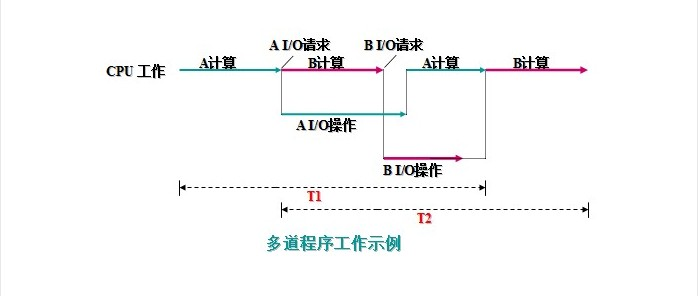 A I/O请求 B I/O请求
CPU 工作 A计算 B计算 A计算 B计算
A I/O操作
B I/O操作
T1
T2
多道程序工作示例